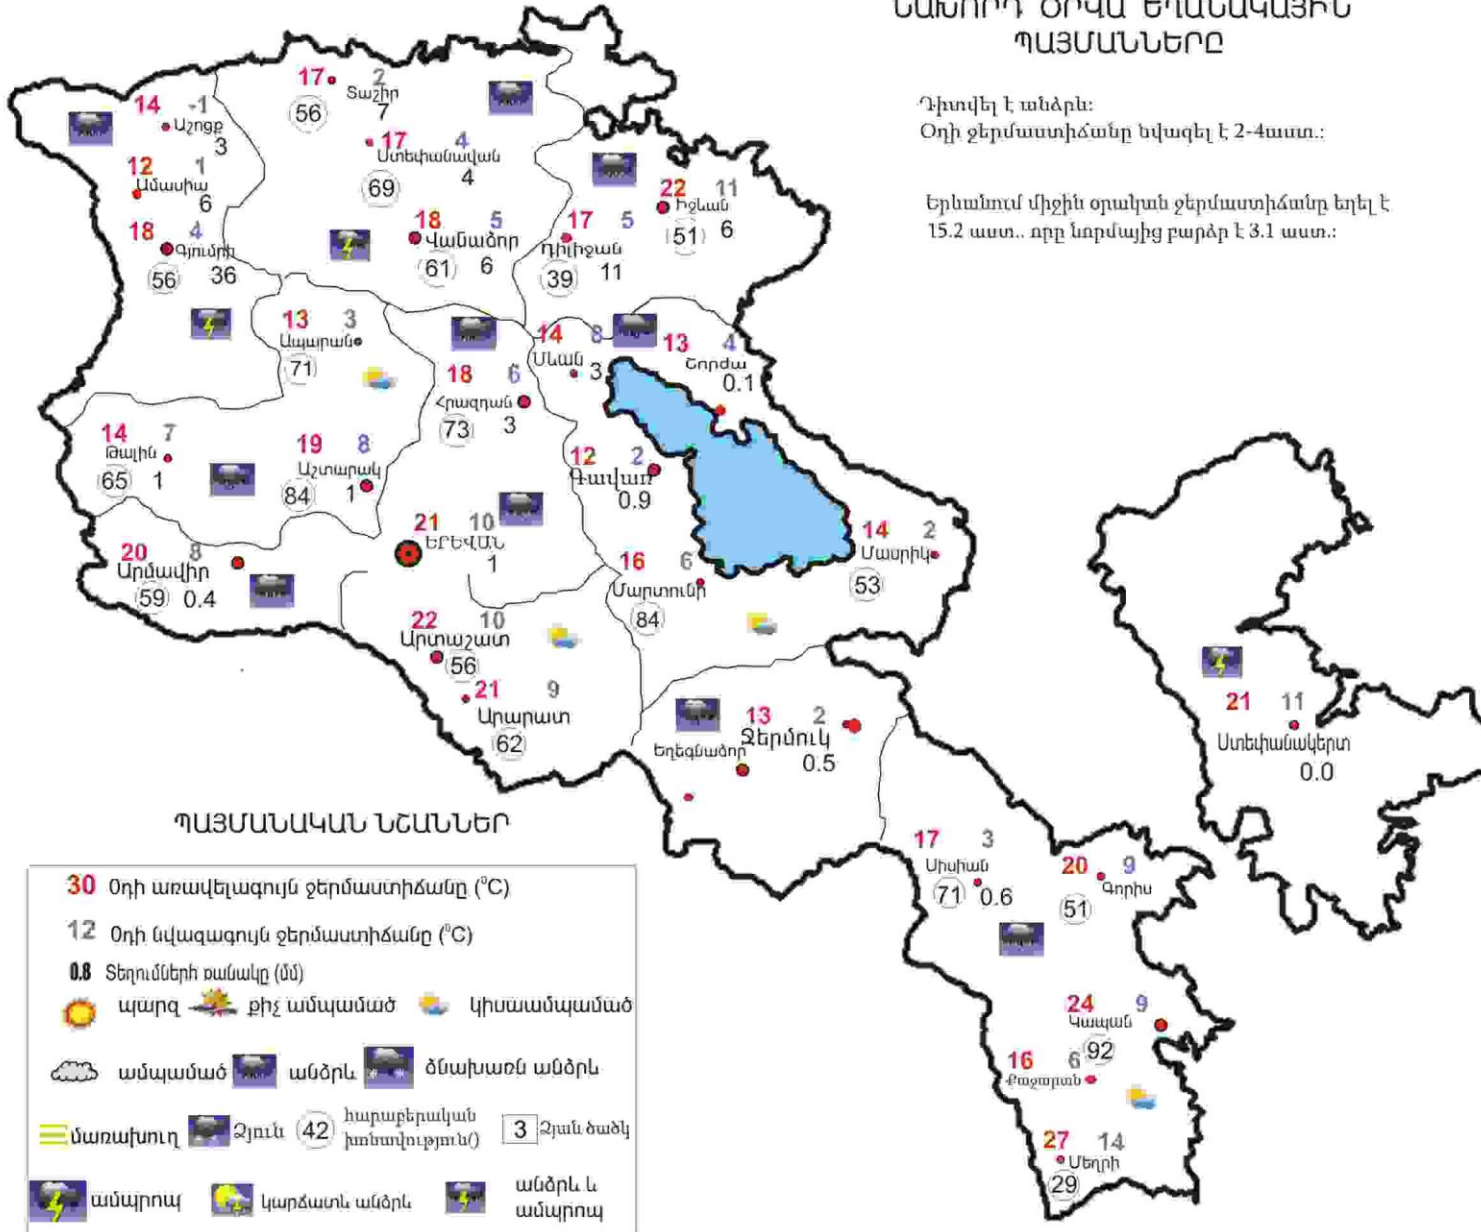 ՆԱԽՈՐԴ ՕՐՎԱ ԵՂԱՆԱԿԱՅԻՆ
ՊԱՅՄԱՆՆԵՐԸ
Դիտվել է անձրև:
Օդի ջերմաստիճանը նվազել է 2-4աստ.:
Երևանում միջին օրական ջերմաստիճանը եղել է
15.2 աստ.. որը նորմայից բարձր է 3.1 աստ.:
17 2
Տաշիր
56 7
14 -1
Աշոցք
3
17 4
Ստեփանավան
69 4
12 1
Ամասիա
6
22 11
Իջևան
51 6
18 4
Գյումրի
56 36
18 5
Վանաձոր
61 6
17 5
Դիլիջան
39 11
13 3
Ապարան
71
14 8
Սևան
3
13 4
Շորժա
0.1
18 6
Հրազդան
73 3
14 7
Թալին
65 1
19 8
Աշտարակ
84 1
12 2
Գավառ
0.9
21 10
ԵՐԵՎԱՆ
1
14 2
Մասրիկ
53
20 8
Արմավիր
59 0.4
16 6
Մարտունի
84
22 10
Արտաշատ
56
21 9
Արարատ
62
13 2
Ջերմուկ
0.5
Եղեգնաձոր
21 11
Ստեփանակերտ
0.0
17 3
Սիսիան
71 0.6
20 9
Գորիս
51
24 9
Կապան
92
16 6
Քաջարան
27 14
Մեղրի
29
ՊԱՅՄԱՆԱԿԱՆ ՆՇԱՆՆԵՐ
30 Օդի առավելագույն ջերմաստիճանը (°C)
12 Օդի նվազագույն ջերմաստիճանը (°C)
0.8 Տեղումների քանակը (մմ)
պարզ քիչ ամպամած կիսաամպամած
ամպամած անձրև ձնախառն անձրև
մառախուղ Ձյուն 42 հարաբերական
խոնավություն() 3 Ձյան ծածկ
ամպրոպ կարճատև անձրև անձրև և
ամպրոպ